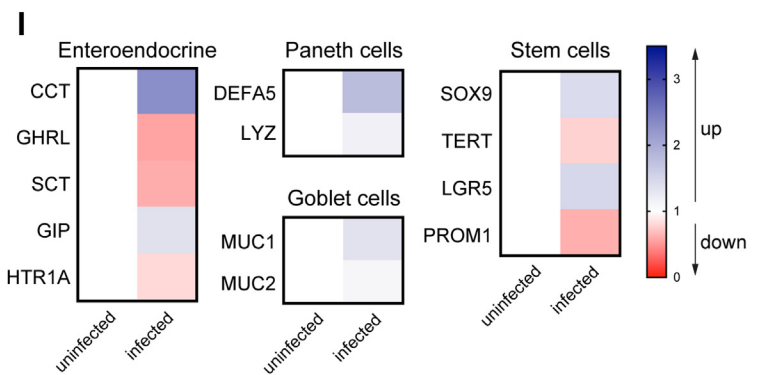 I
Enteroendocrine
CCT
GHRL
SCT
GIP
HTR1A
uninfected
infected
Paneth cells
DEFA5
LYZ
Goblet cells
MUC1
MUC2
uninfected
infected
Stem cells
SOX9
TERT
LGR5
PROM1
uninfected
infected
3
2
1
0
up
down